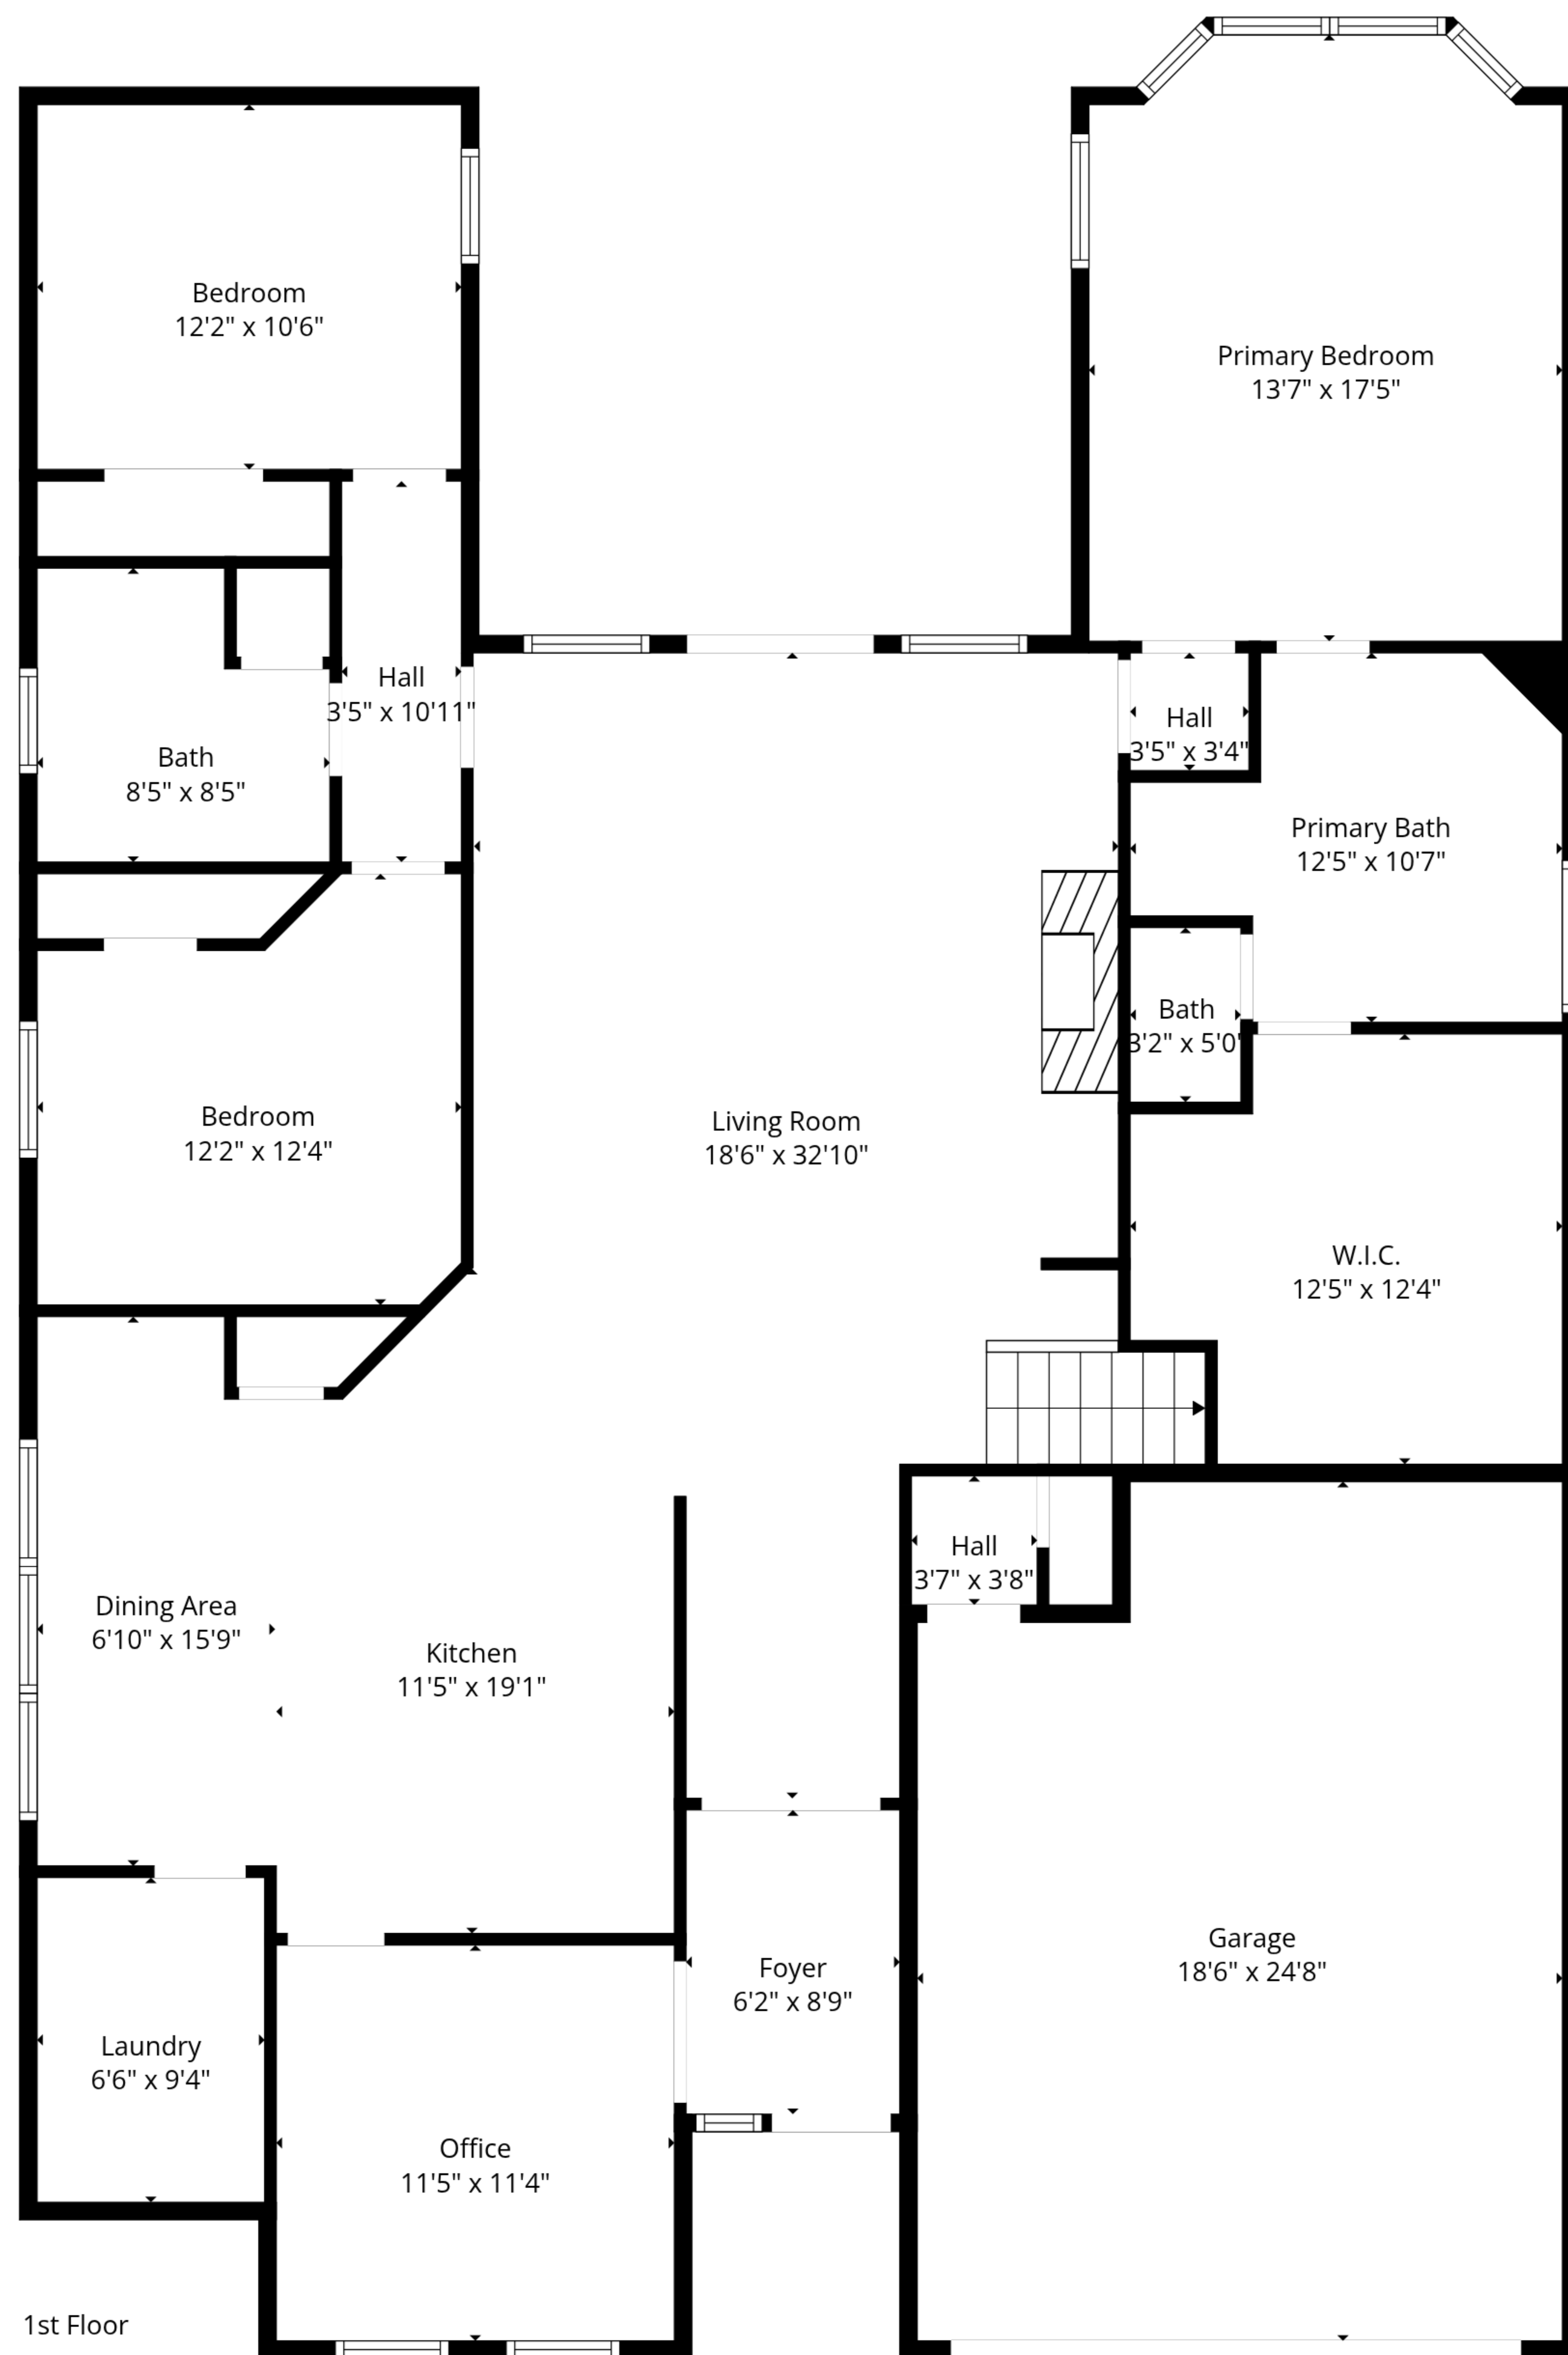 Bedroom
12'2" x 10'6"
Primary Bedroom
13'7" x 17'5"
Hall
3'5" x 10'11"
Hall
3'5" x 3'4"
Bath
8'5" x 8'5"
Primary Bath
12'5" x 10'7"
Bath
3'2" x 5'0"
Bedroom
12'2" x 12'4"
Living Room
18'6" x 32'10"
W.I.C.
12'5" x 12'4"
Hall
3'7" x 3'8"
Dining Area
6'10" x 15'9"
Kitchen
11'5" x 19'1"
Garage
18'6" x 24'8"
Foyer
6'2" x 8'9"
Laundry
6'6" x 9'4"
Office
11'5" x 11'4"
1st Floor